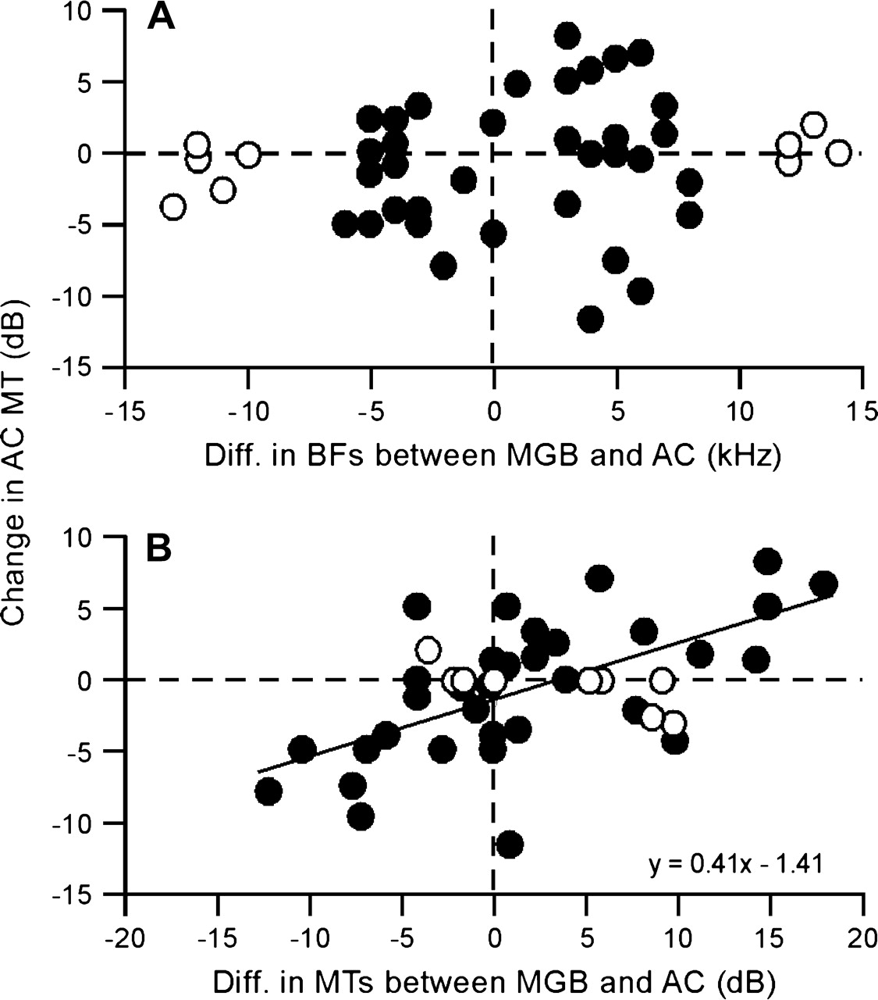 A
10
5
0
-5
-10
-15
-15 -10 -5 0 5 10 15
Diff. in BFs between MGB and AC (kHz)
Change in AC MT (dB)
B
10
5
0
-5
-10
-15
y = 0.41x - 1.41
-20 -15 -10 -5 0 5 10 15 20
Diff. in MTs between MGB and AC (dB)